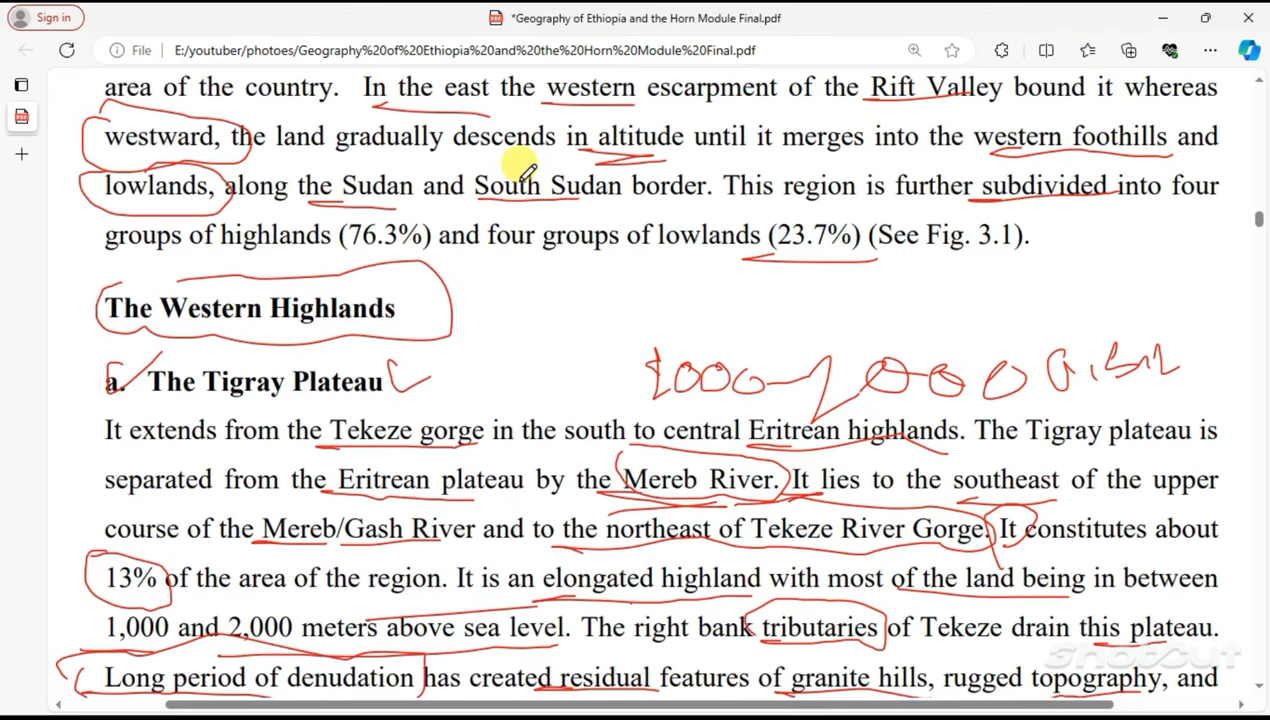 Sign in
*Geography of Ethiopia and the Horn Module Final.pdf
File
E:/youtuber/photoes/Geography%20of%20Ethiopia%20and%20the%20Horn%20Module%20Final.pdf
area of the country. In the east the western escarpment of the Rift Valley bound it whereas
westward, the land gradually descends in altitude until it merges into the western foothills and
lowlands, along the Sudan and South Sudan border. This region is further subdivided into four
groups of highlands (76.3%) and four groups of lowlands (23.7%) (See Fig. 3.1).
The Western Highlands
a. The Tigray Plateau
It extends from the Tekeze gorge in the south to central Eritrean highlands. The Tigray plateau is
separated from the Eritrean plateau by the Mereb River. It lies to the southeast of the upper
course of the Mereb/Gash River and to the northeast of Tekeze River Gorge. It constitutes about
13% of the area of the region. It is an elongated highland with most of the land being in between
1,000 and 2,000 meters above sea level. The right bank tributaries of Tekeze drain this plateau.
Long period of denudation has created residual features of granite hills, rugged topography, and
shotcut